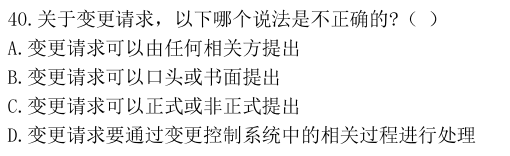 40.关于变更请求，以下哪个说法是不正确的?（ ）
A.变更请求可以由任何相关方提出
B.变更请求可以口头或书面提出
C.变更请求可以正式或非正式提出
D.变更请求要通过变更控制系统中的相关过程进行处理